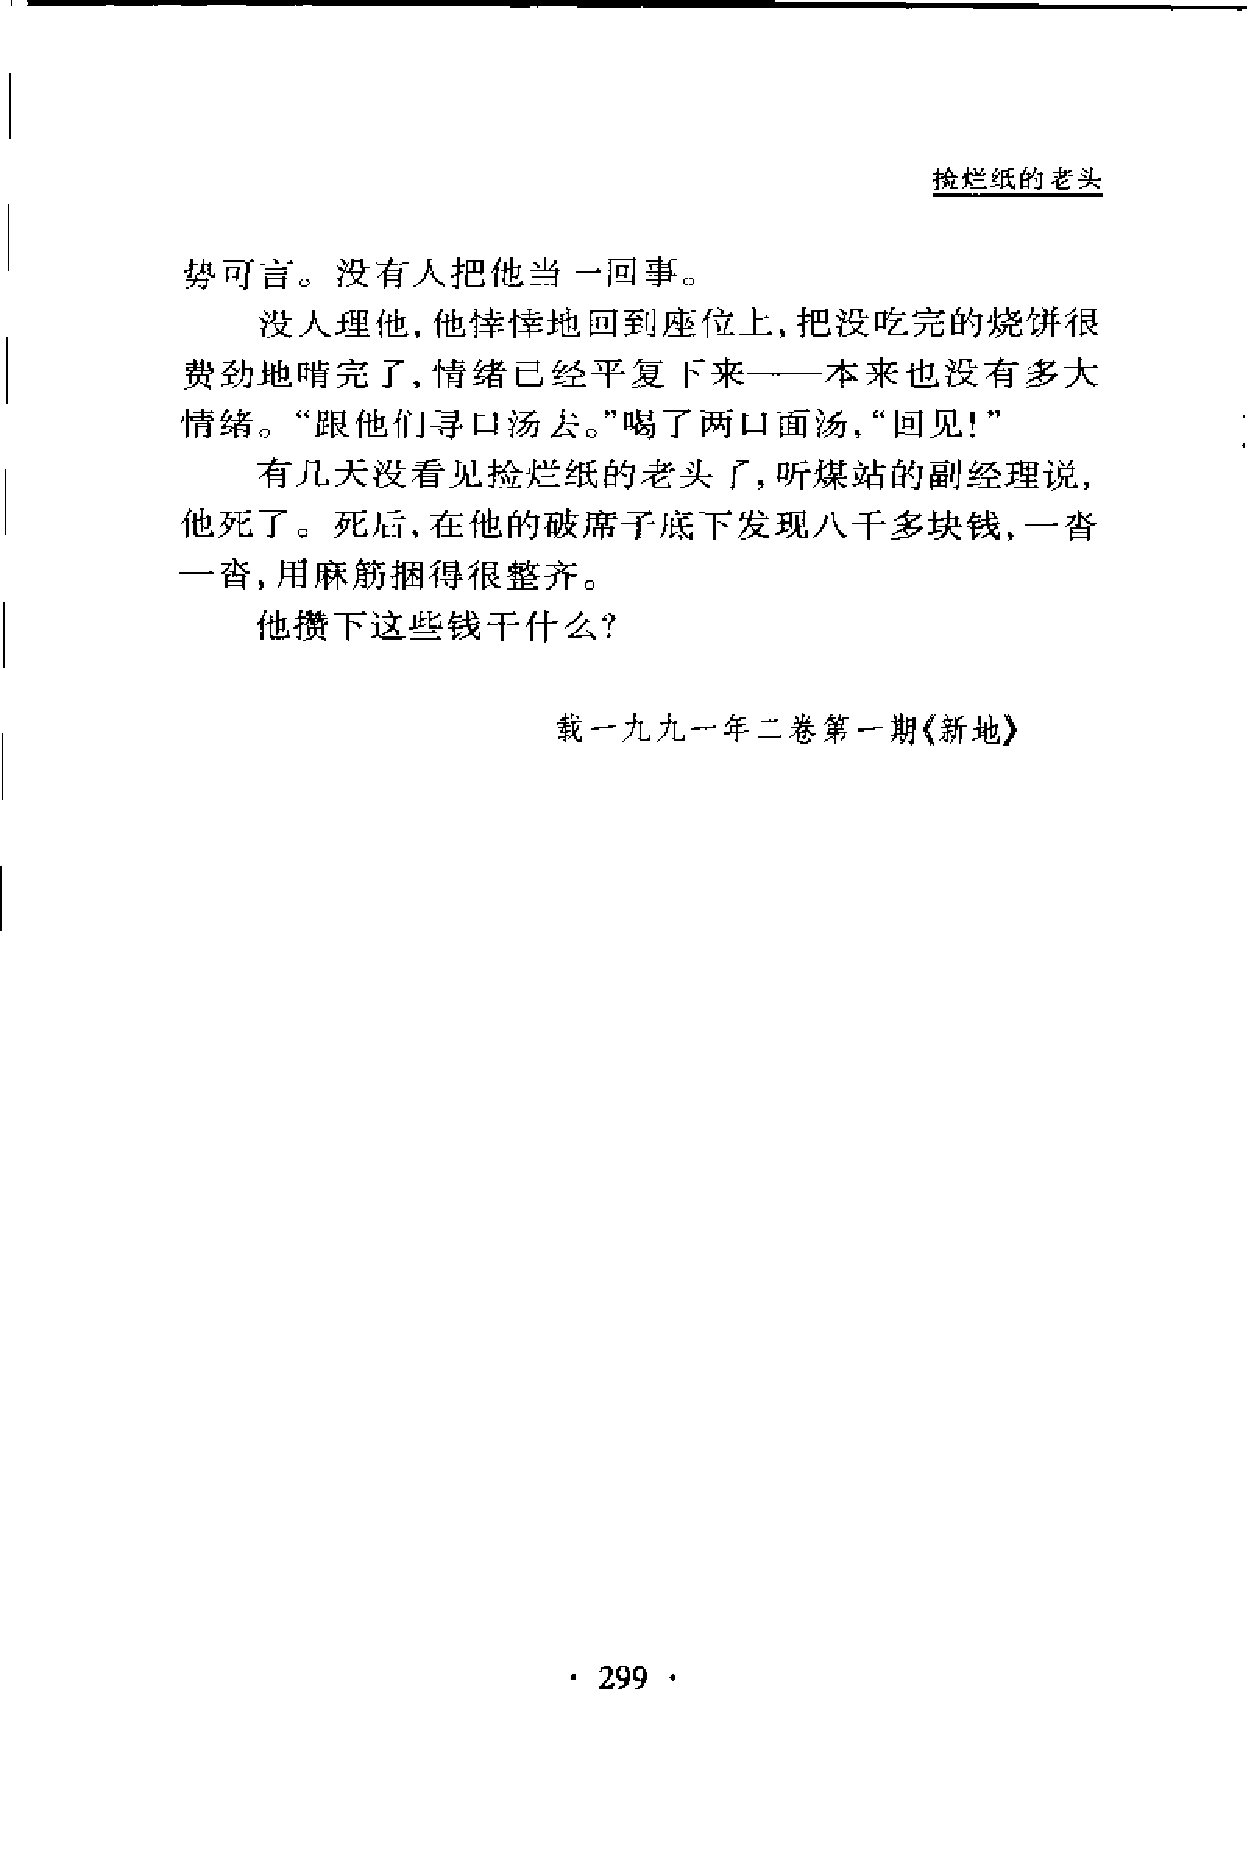 捡烂纸的老头
势可言。没有人把他当一回事。
没人理他,他悻悻地回到座位上,把没吃完的烧饼很
费劲地啃完了,情绪已经平复下来——本来也没有多大
情绪。“跟他们寻口汤去。”喝了两口面汤,“回见!”
有几天没看见捡烂纸的老头了,听煤站的副经理说,
他死了。死后,在他的破席子底下发现八千多块钱,一沓
一沓,用麻筋捆得很整齐。
他攒下这些钱干什么?
载一九九一年二卷第一期《新地》
· 299 ·